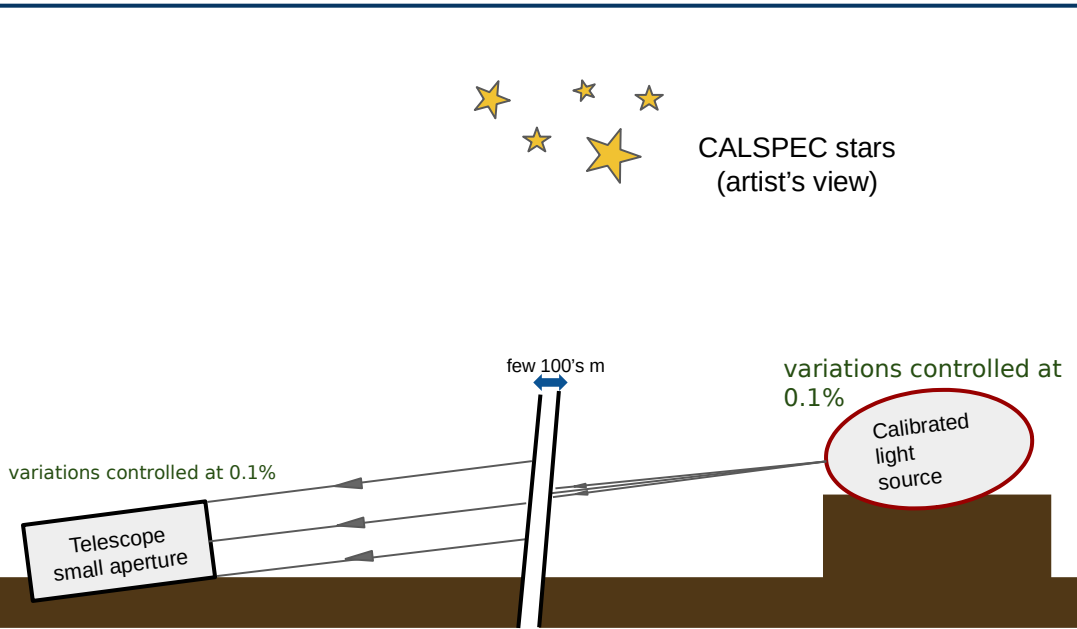 CALSPEC stars
(artist’s view)
few 100’s m
variations controlled at
0.1%
Calibrated
light
source
variations controlled at 0.1%
Telescope
small aperture